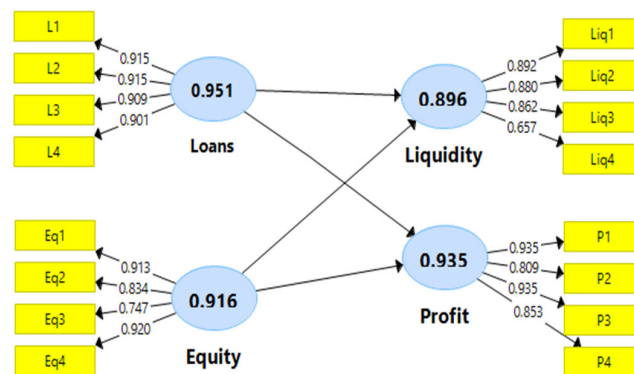 L1
L2
L3
L4
0.915
0.915
0.909
0.901
0.951
Loans
0.896
Liquidity
0.892
0.880
0.862
0.657
Liq1
Liq2
Liq3
Liq4
Eq1
Eq2
Eq3
Eq4
0.913
0.834
0.747
0.920
0.916
Equity
0.935
Profit
0.935
0.809
0.935
0.853
P1
P2
P3
P4